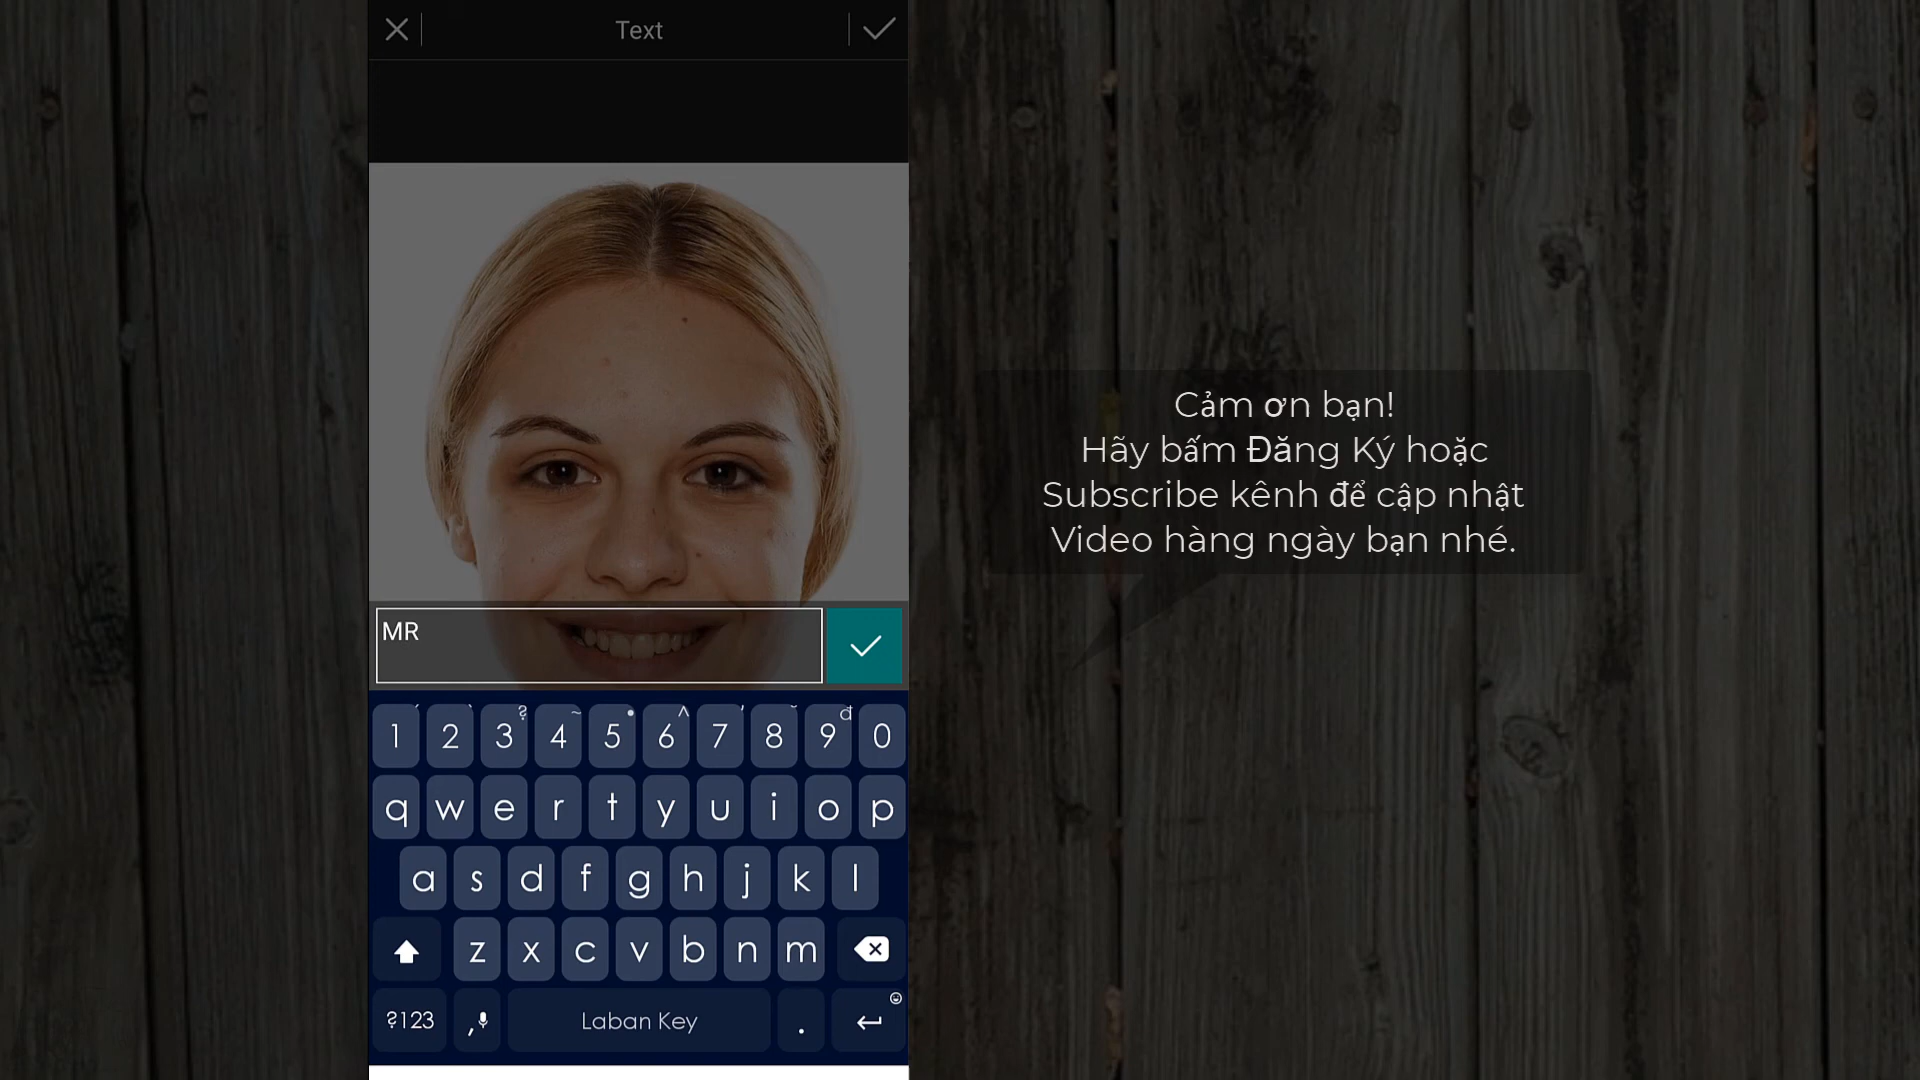 Text
Cảm ơn bạn!
Hãy bấm Đăng Ký hoặc
Subscribe kênh để cập nhật
Video hàng ngày bạn nhé.
MR
1 2 3 4 5 6 7 8 9 0
q w e r t y u i o p
a s d f g h j k l
z x c v b n m
?123 , Laban Key .